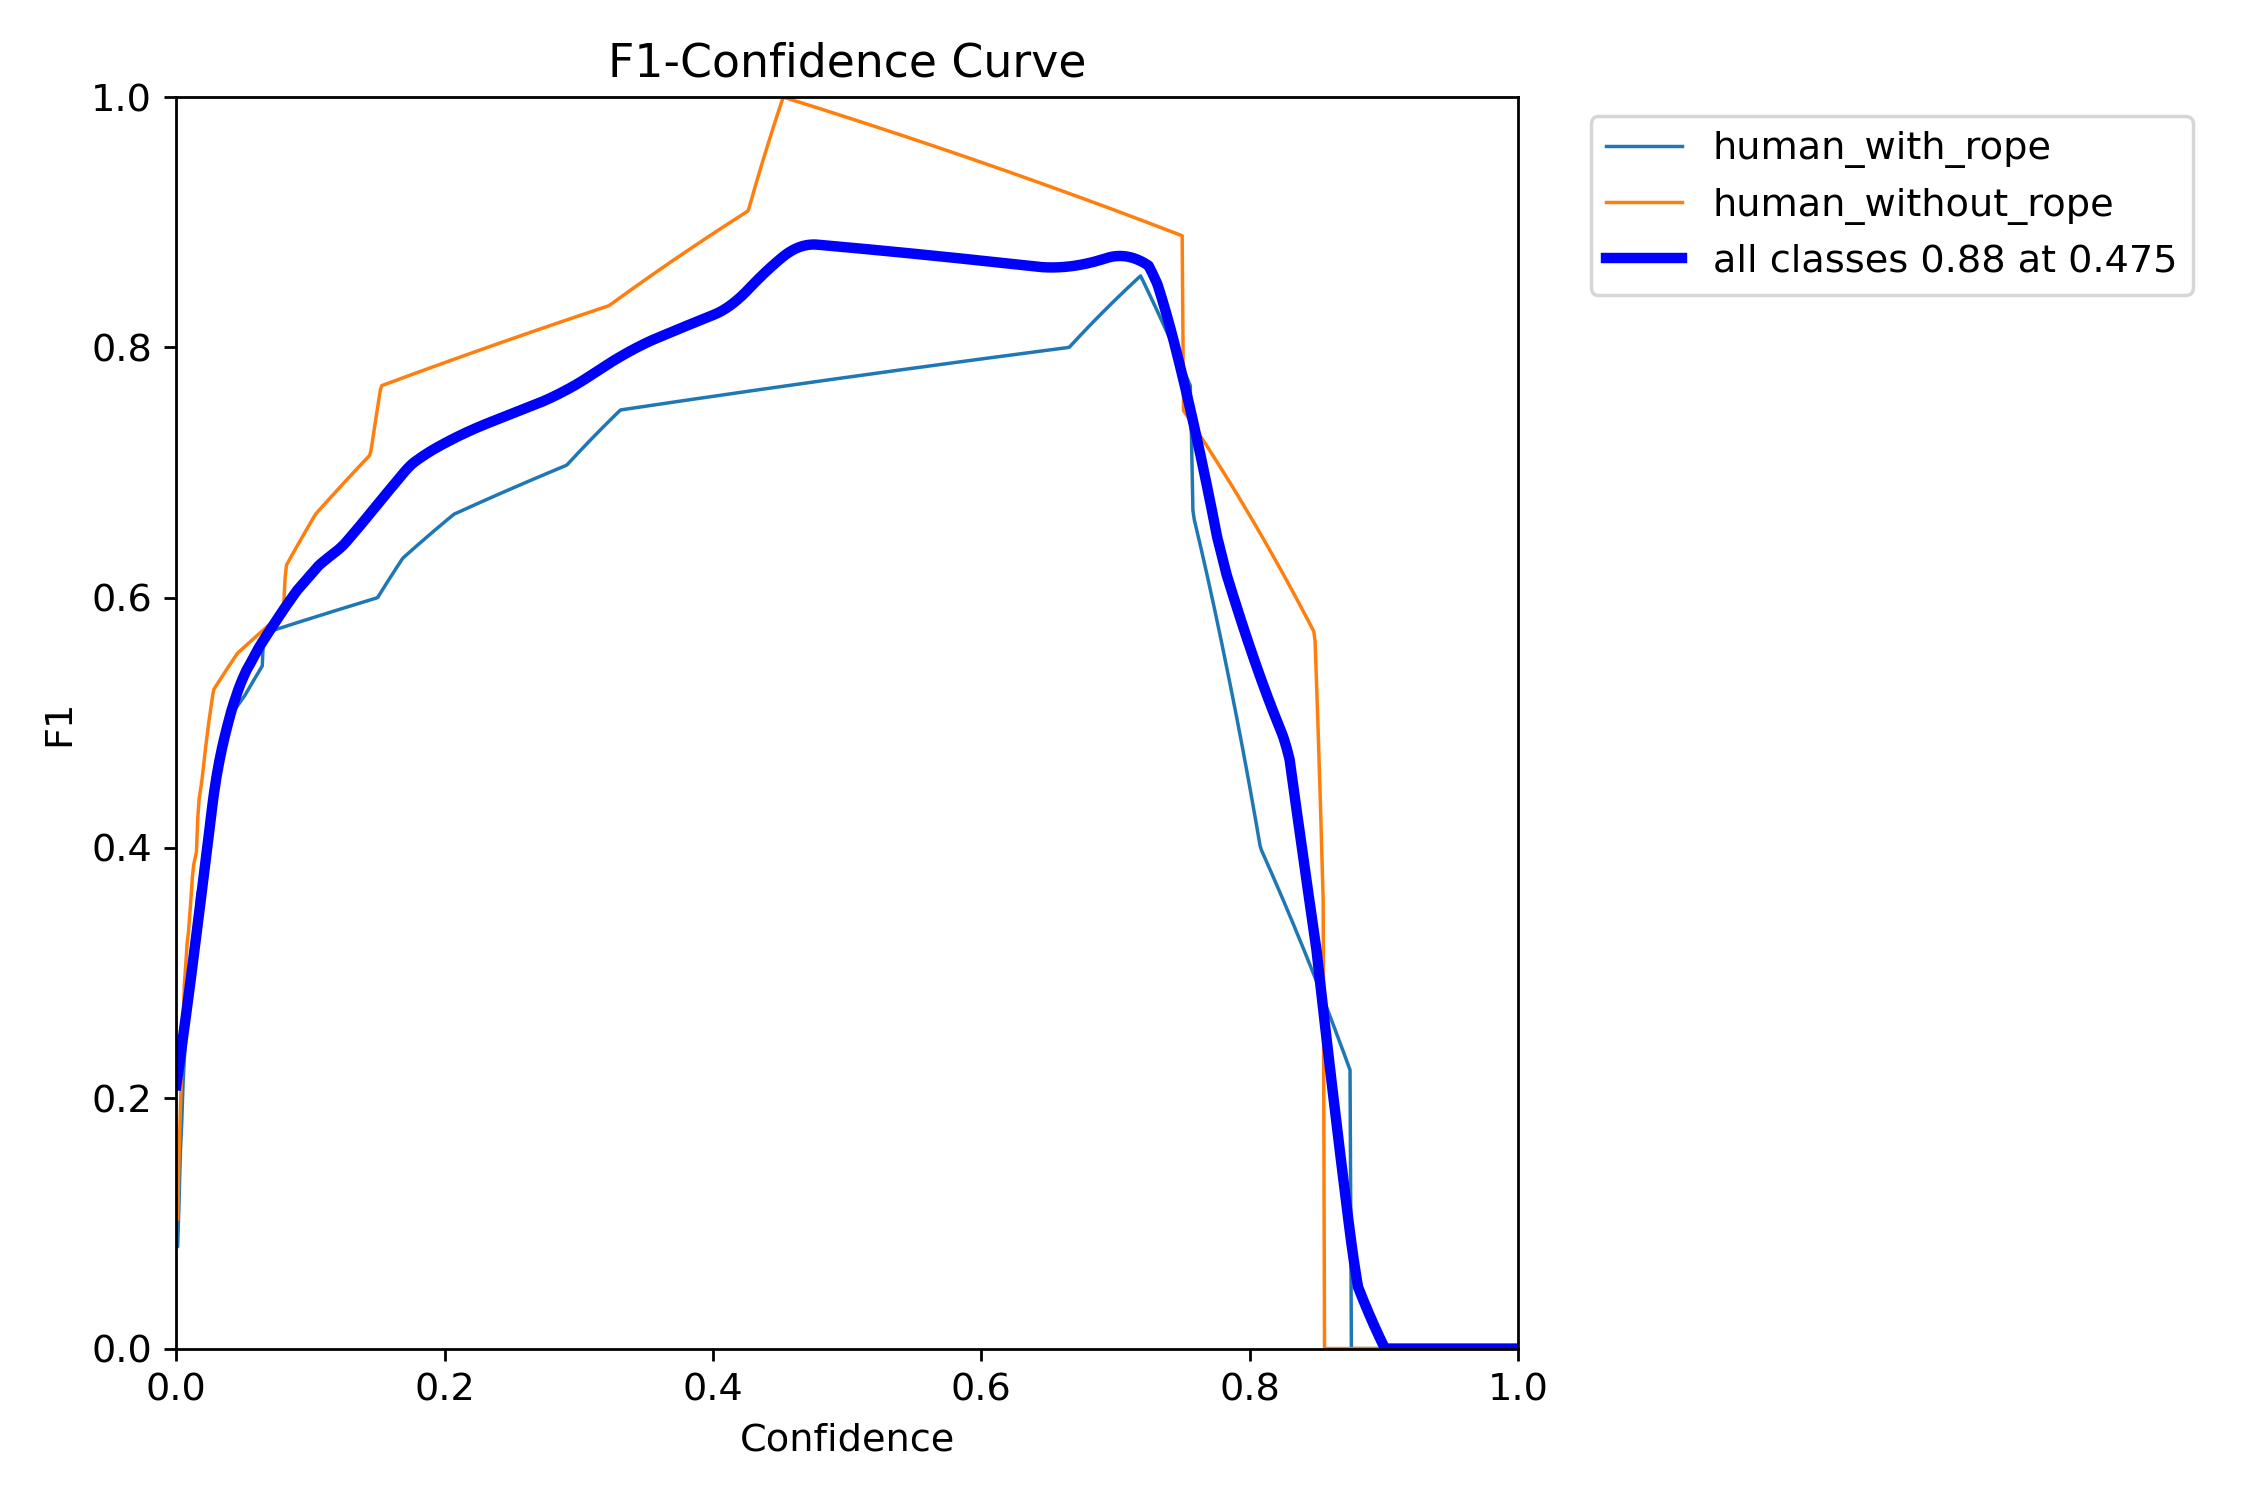 F1-Confidence Curve
human_with_rope
human_without_rope
all classes 0.88 at 0.475
F1
1.0
0.8
0.6
0.4
0.2
0.0
0.0 0.2 0.4 0.6 0.8 1.0
Confidence